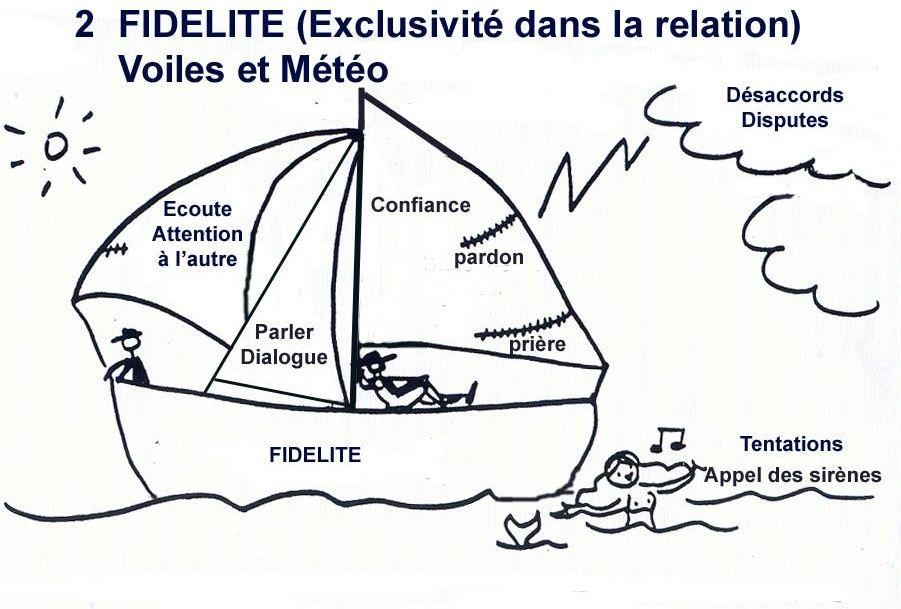 2 FIDELITE (Exclusivité dans la relation)
Voiles et Météo
Désaccords
Disputes
Ecoute
Attention
à l'autre
Confiance
pardon
Parler
Dialogue
prière
FIDELITE
Tentations
Appel des sirènes